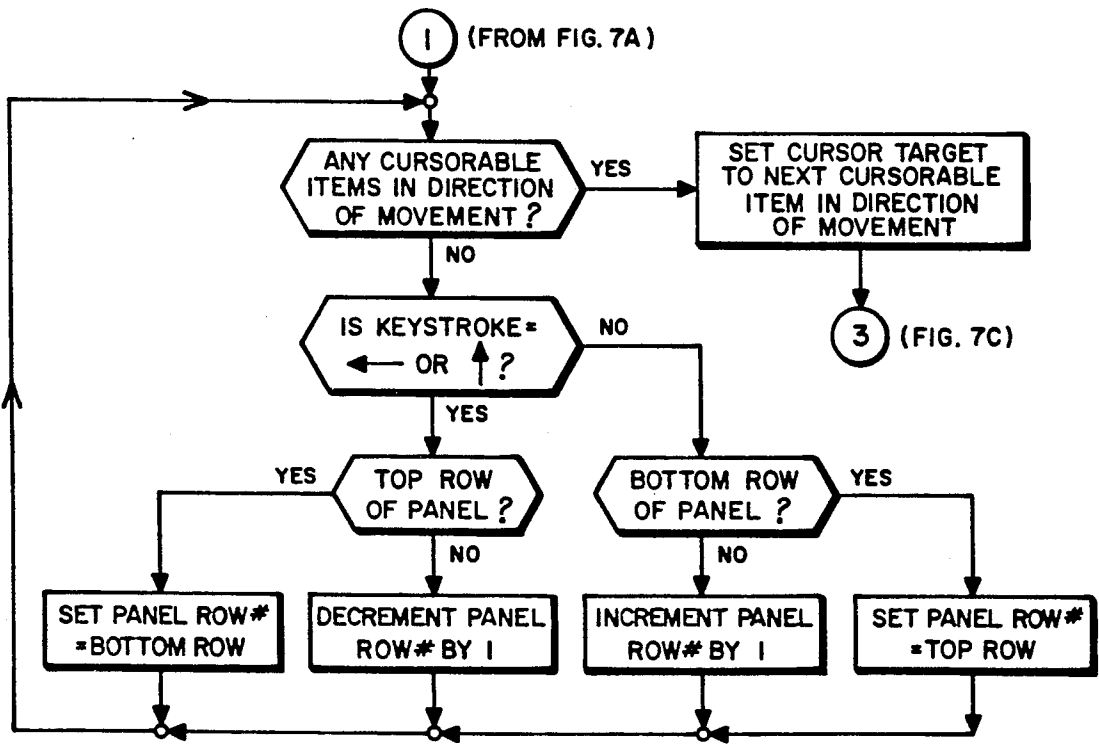 1 (FROM FIG. 7A)
ANY CURSORABLE
ITEMS IN DIRECTION
OF MOVEMENT ?
YES
SET CURSOR TARGET
TO NEXT CURSORABLE
ITEM IN DIRECTION
OF MOVEMENT
NO
3 (FIG. 7C)
IS KEYSTROKE=
← OR ↑ ?
NO
YES
YES
TOP ROW
OF PANEL ?
BOTTOM ROW
OF PANEL ?
YES
NO
NO
SET PANEL ROW#
=BOTTOM ROW
DECREMENT PANEL
ROW# BY 1
INCREMENT PANEL
ROW# BY 1
SET PANEL ROW#
=TOP ROW